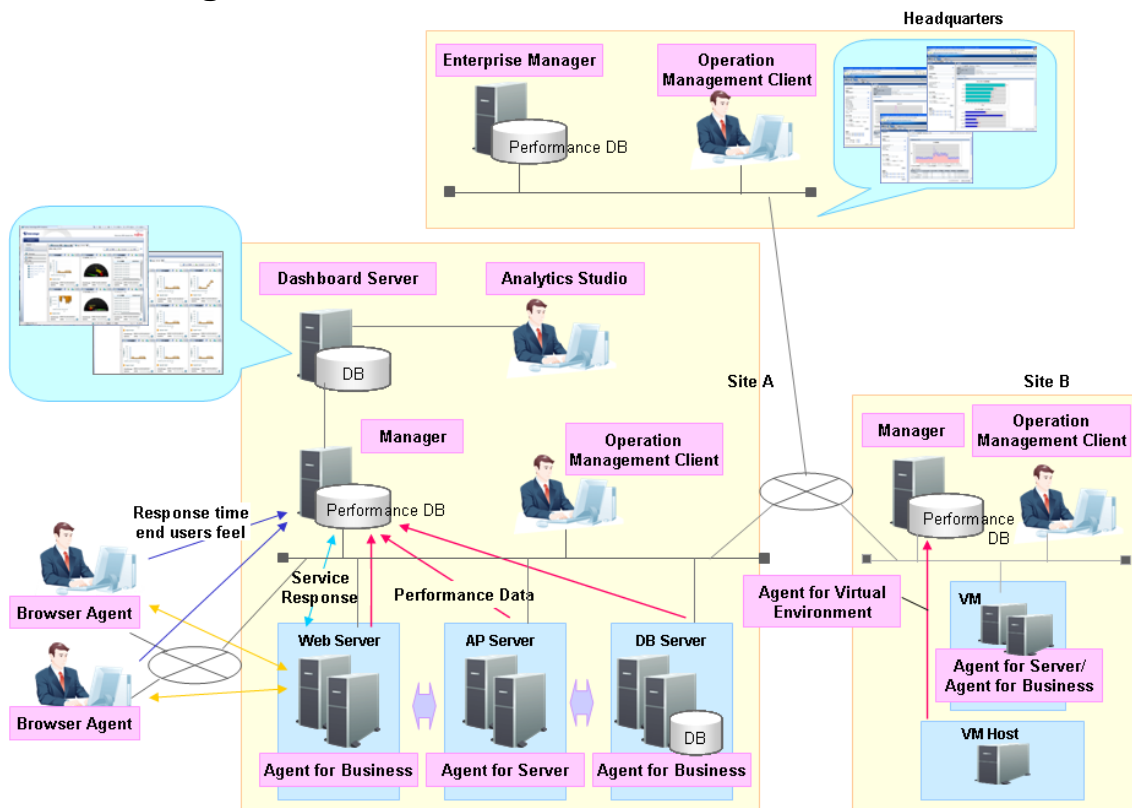 Headquarters
Enterprise Manager
Operation
Management Client
Performance DB
Dashboard Server
Analytics Studio
DB
Site A
Site B
Manager
Operation
Management Client
Performance DB
Manager
Operation
Management Client
Performance
DB
Response time
end users feel
Service
Response
Performance Data
Agent for Virtual
Environment
Browser Agent
Browser Agent
Web Server
AP Server
DB Server
DB
Agent for Business
Agent for Server
Agent for Business
VM
Agent for Server/
Agent for Business
VM Host